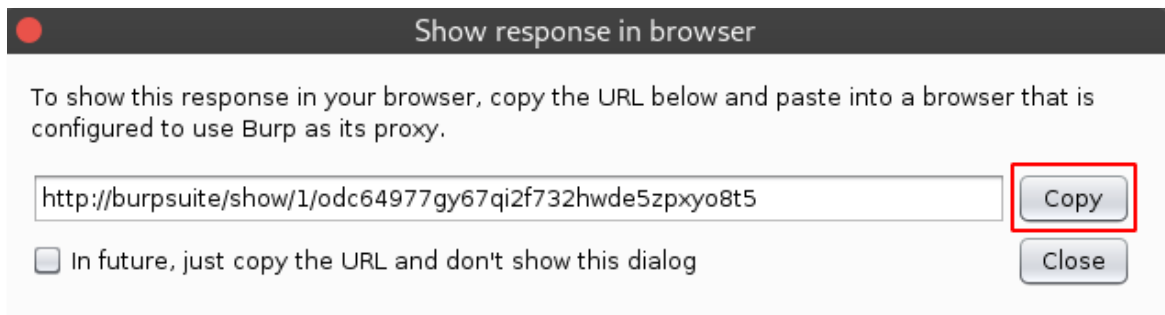 Show response in browser
To show this response in your browser, copy the URL below and paste into a browser that is
configured to use Burp as its proxy.
http://burpsuite/show/1/odc64977gy67qi2f732hwde5zpxyo8t5
Copy
In future, just copy the URL and don't show this dialog
Close